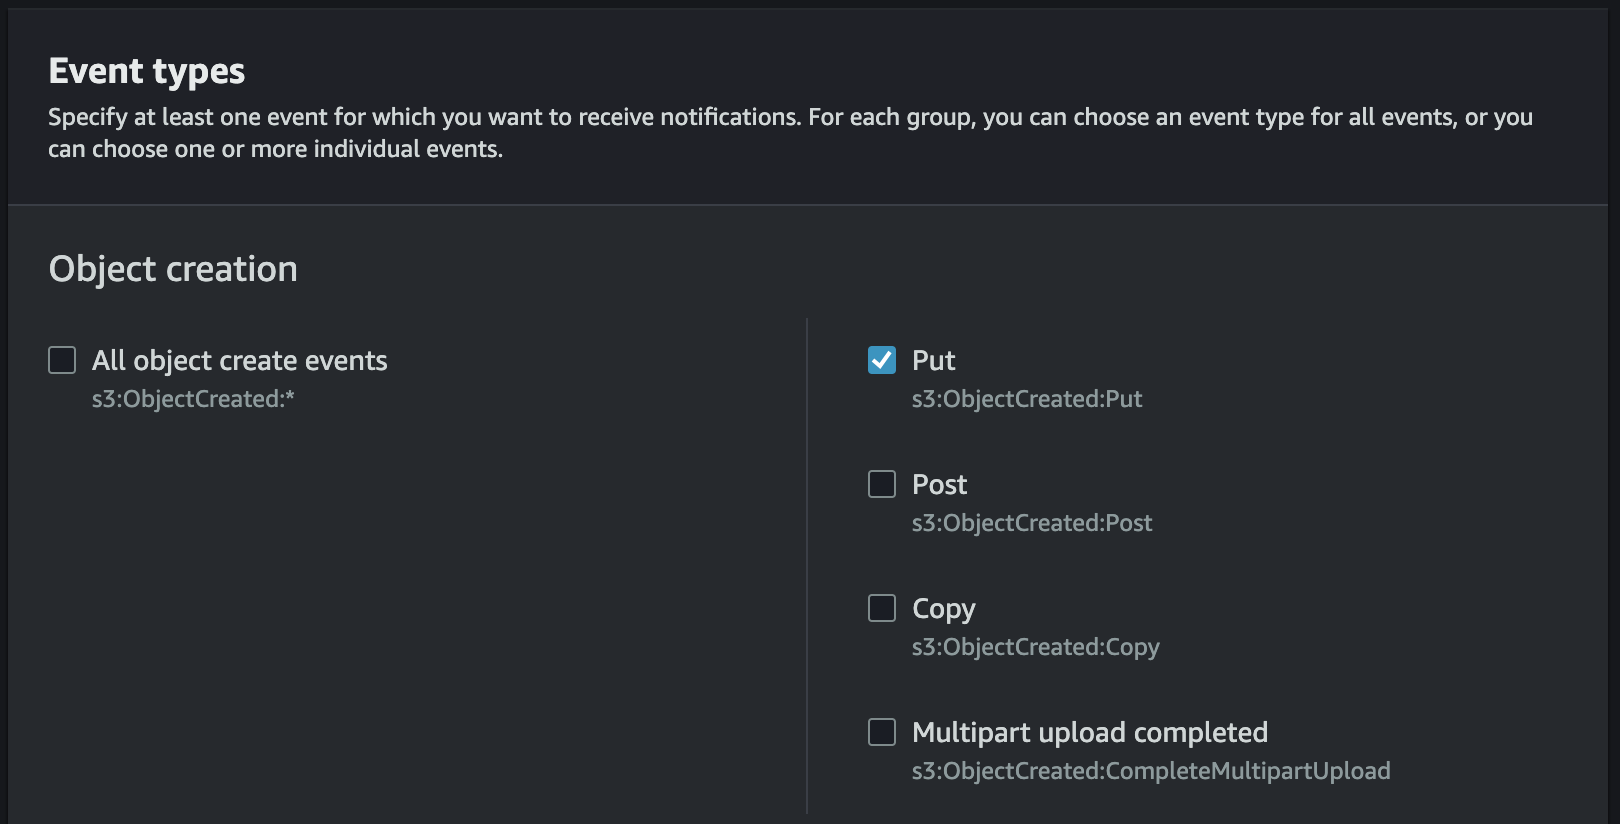 Event types
Specify at least one event for which you want to receive notifications. For each group, you can choose an event type for all events, or you
can choose one or more individual events.
Object creation
All object create events
s3:ObjectCreated:*
Put
s3:ObjectCreated:Put
Post
s3:ObjectCreated:Post
Copy
s3:ObjectCreated:Copy
Multipart upload completed
s3:ObjectCreated:CompleteMultipartUpload